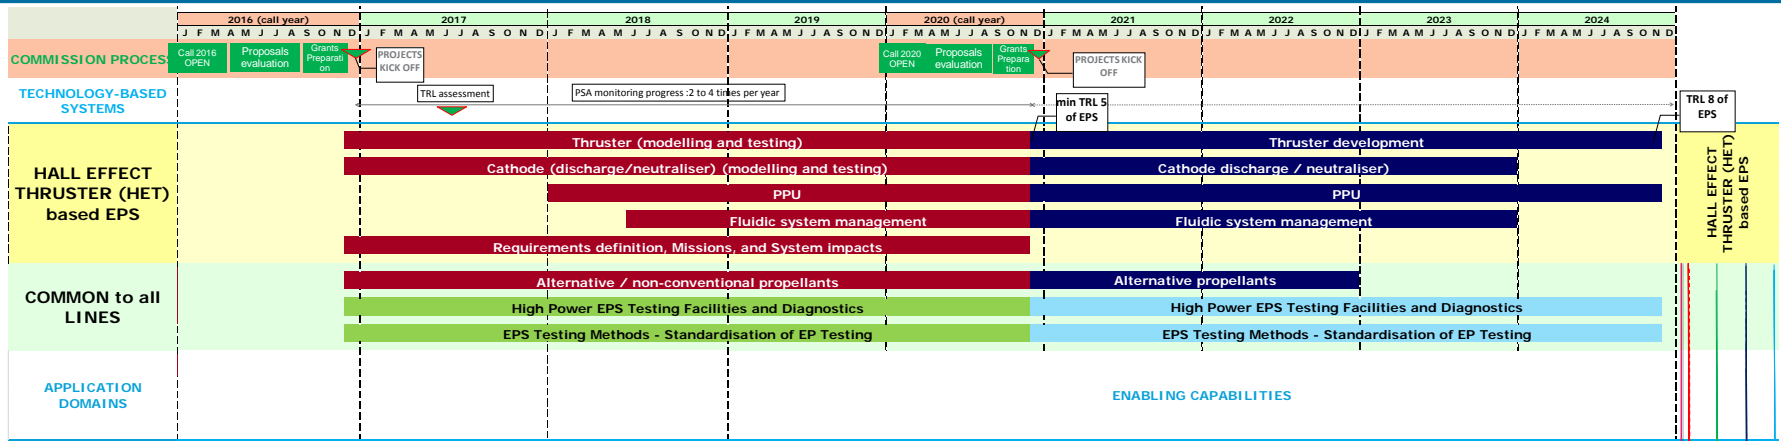 2016 (call year) 2017 2018 2019 2020 (call year) 2021 2022 2023 2024
J F M A M J J A S O N D J F M A M J J A S O N D J F M A M J J A S O N D J F M A M J J A S O N D J F M A M J J A S O N D J F M A M J J A S O N D J F M A M J J A S O N D J F M A M J J A S O N D J F M A M J J A S O N D
COMMISSION PROCES
Call 2016
OPEN
Proposals
evaluation
Grants
Preparati
on
PROJECTS
KICK OFF
Call 2020
OPEN
Proposals
evaluation
Grants
Prepara
tion
PROJECTS KICK
OFF
TECHNOLOGY-BASED
SYSTEMS
TRL assessment
PSA monitoring progress :2 to 4 times per year
min TRL 5
of EPS
TRL 8 of
EPS
HALL EFFECT
THRUSTER (HET)
based EPS
Thruster (modelling and testing) Thruster development
Cathode (discharge/neutraliser) (modelling and testing) Cathode discharge / neutraliser)
PPU PPU
Fluidic system management Fluidic system management
Requirements definition, Missions, and System impacts
HALL EFFECT
THRUSTER (HET)
based EPS
COMMON to all
LINES
Alternative / non-conventional propellants Alternative propellants
High Power EPS Testing Facilities and Diagnostics High Power EPS Testing Facilities and Diagnostics
EPS Testing Methods - Standardisation of EP Testing EPS Testing Methods - Standardisation of EP Testing
APPLICATION
DOMAINS
ENABLING CAPABILITIES